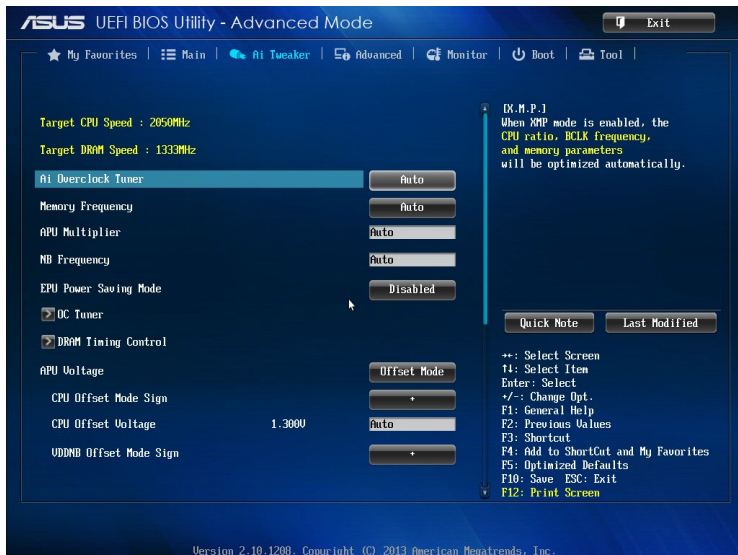 ASUS UEFI BIOS Utility - Advanced Mode
Exit
My Favorites
Main
Ai Tweaker
Advanced
Monitor
Boot
Tool
Target CPU Speed : 2050MHz
Target DRAM Speed : 1333MHz
Ai Overclock Tuner Auto
Memory Frequency Auto
APU Multiplier Auto
NB Frequency Auto
EPU Power Saving Mode Disabled
> OC Tuner
> DRAM Timing Control
APU Voltage Offset Mode
CPU Offset Mode Sign +
CPU Offset Voltage 1.300V Auto
VDDNB Offset Mode Sign +
[X.M.P.]
When XMP mode is enabled, the
CPU ratio, BCLK frequency,
and memory parameters
will be optimized automatically.
Quick Note
Last Modified
→←: Select Screen
↑↓: Select Item
Enter: Select
+/-: Change Opt.
F1: General Help
F2: Previous Values
F3: Shortcut
F4: Add to ShortCut and My Favorites
F5: Optimized Defaults
F10: Save ESC: Exit
F12: Print Screen
Version 2.10.1208. Copyright (C) 2013 American Megatrends, Inc.